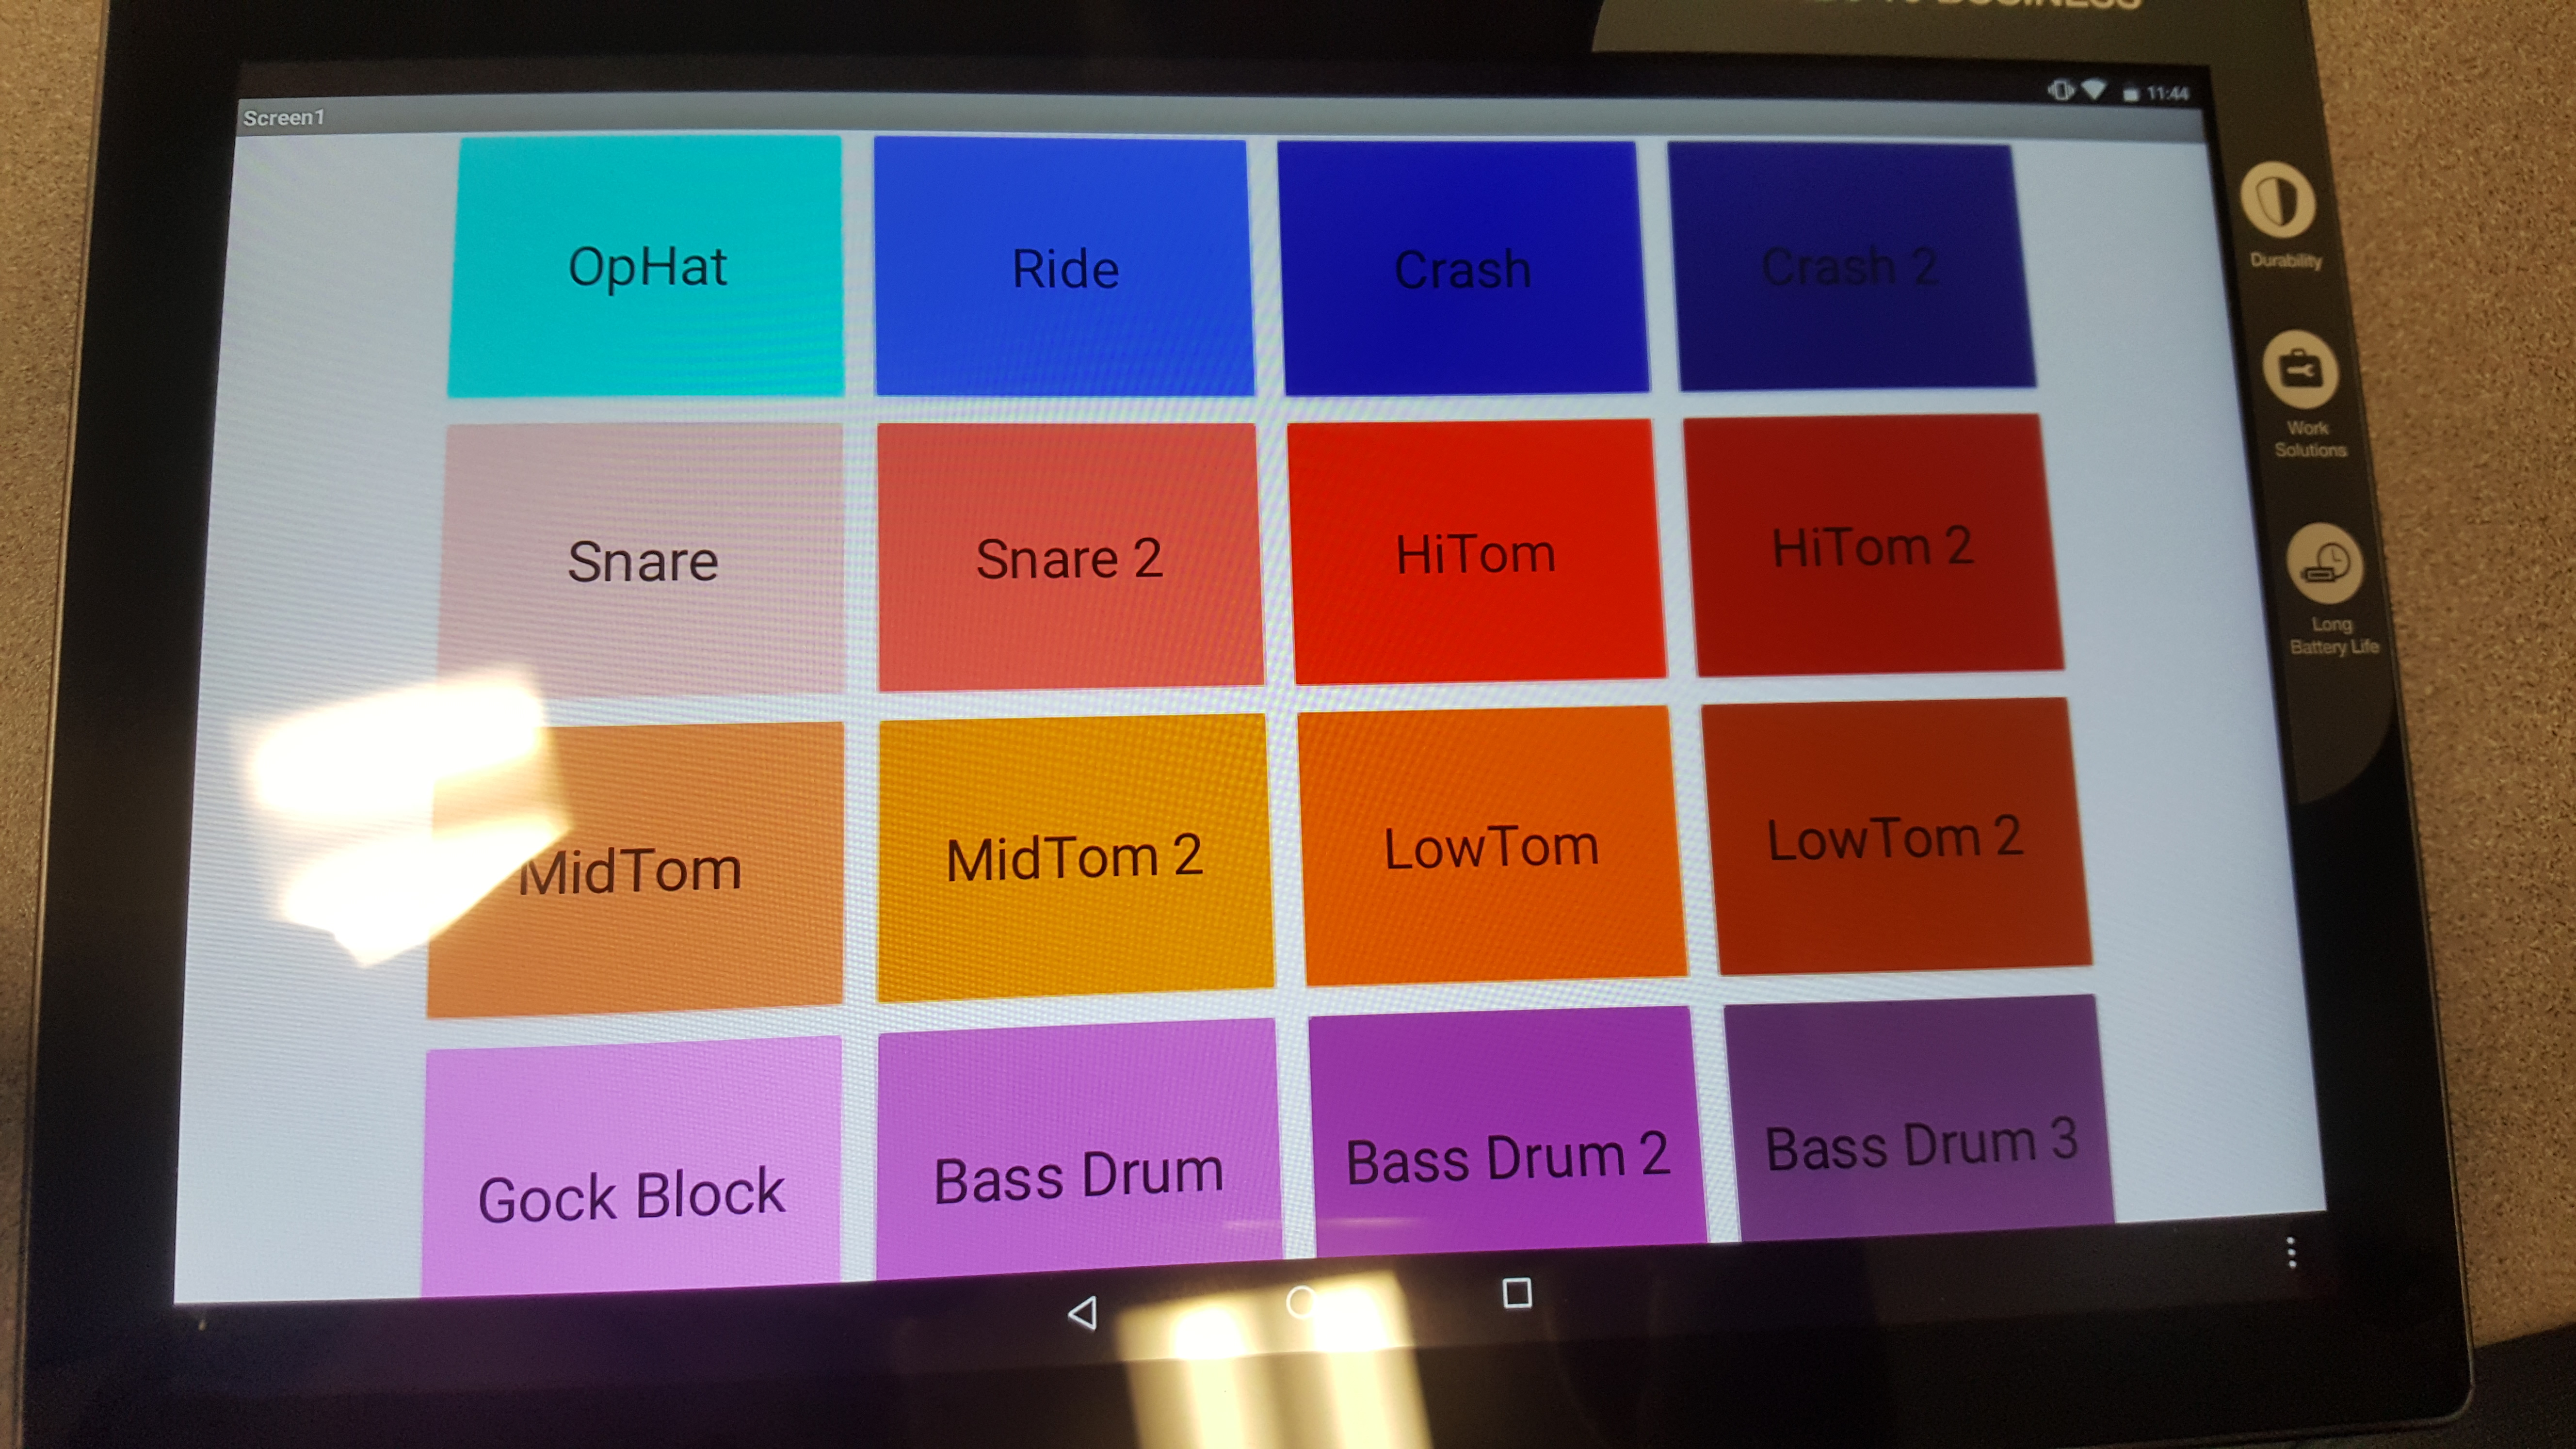 BUSINESS
11:44
Screen1
OpHat
Ride
Crash
Crash 2
Snare
Snare 2
HiTom
HiTom 2
MidTom
MidTom 2
LowTom
LowTom 2
Gock Block
Bass Drum
Bass Drum 2
Bass Drum 3
Durability
Work
Solutions
Long
Battery Life